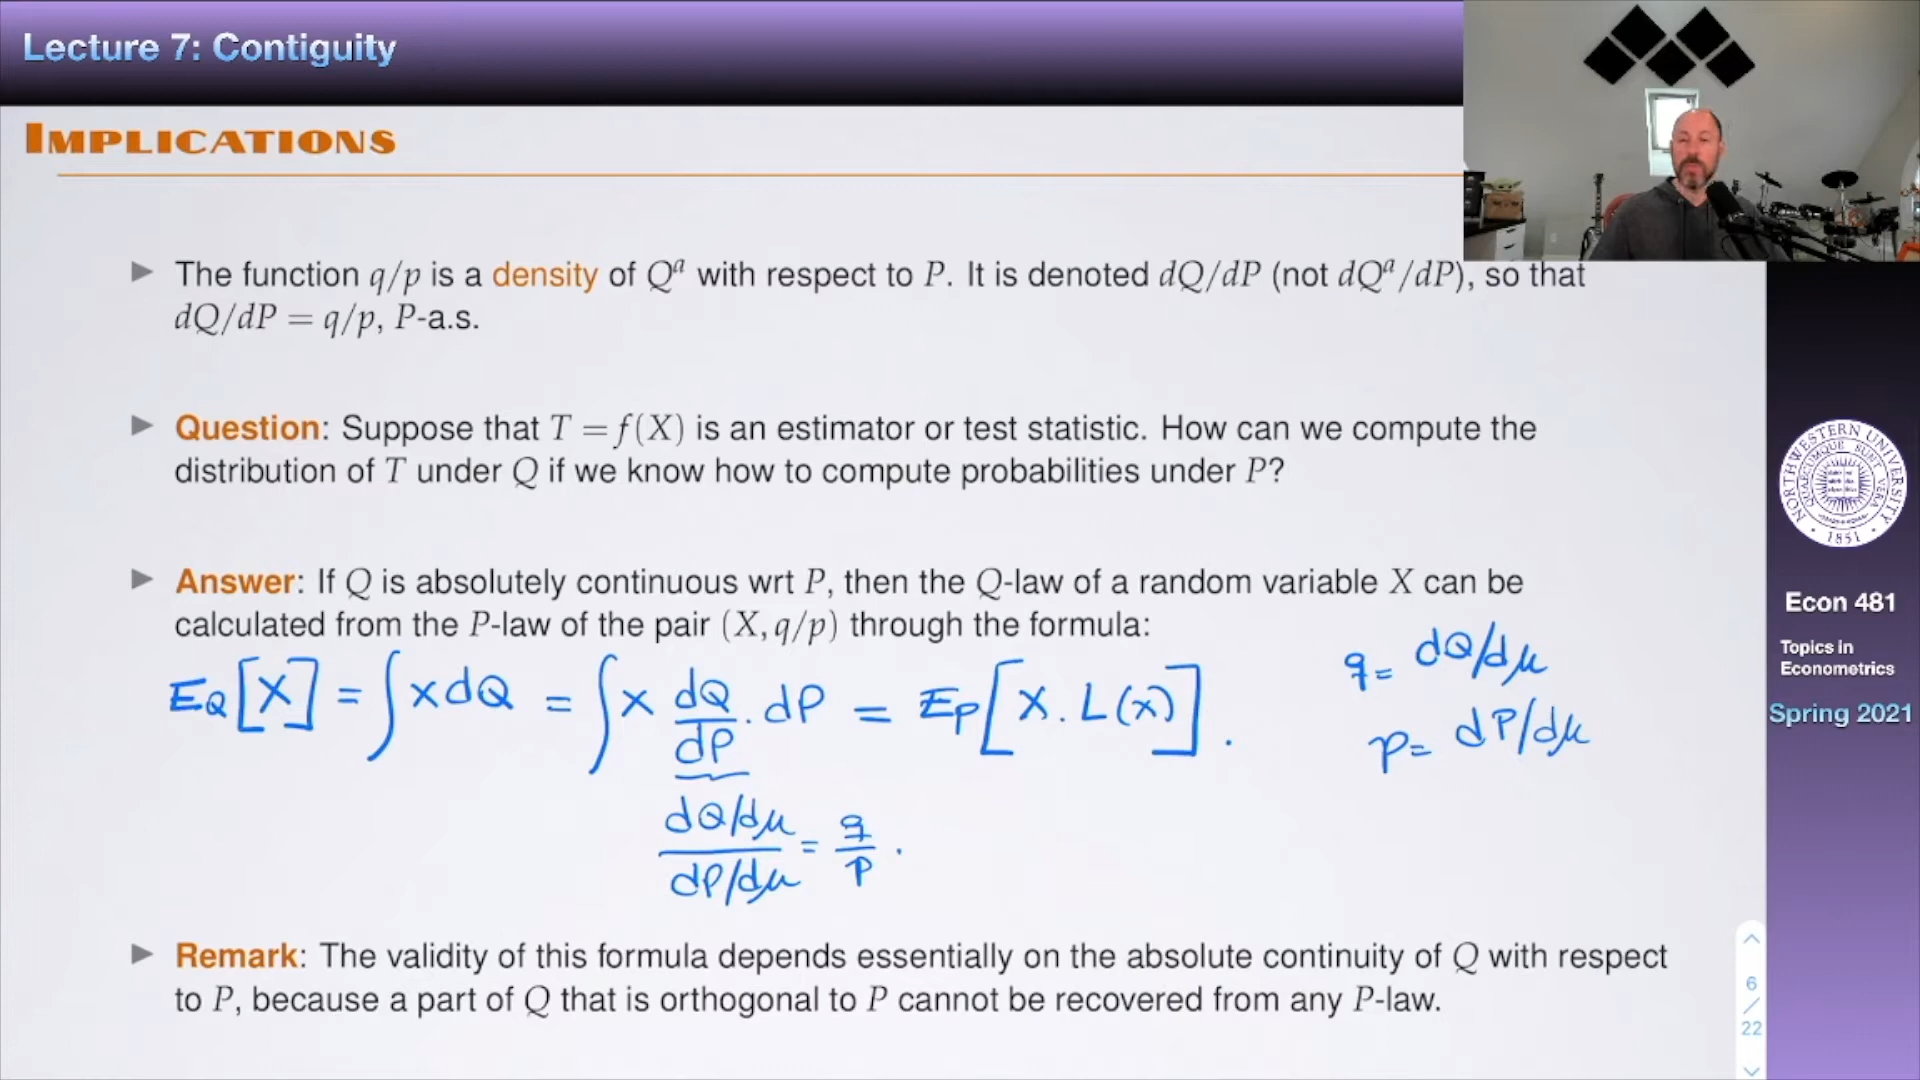 Lecture 7: Contiguity
IMPLICATIONS
▶ The function q/p is a density of Qᵃ with respect to P. It is denoted dQ/dP (not dQᵃ/dP), so that
dQ/dP = q/p, P-a.s.
▶ Question: Suppose that T = f(X) is an estimator or test statistic. How can we compute the
distribution of T under Q if we know how to compute probabilities under P?
▶ Answer: If Q is absolutely continuous wrt P, then the Q-law of a random variable X can be
calculated from the P-law of the pair (X, q/p) through the formula:
E_Q[X] = ∫ x dQ = ∫ x dQ/dP . dP = E_P[X . L(x)] .
q = dQ/dμ
p = dP/dμ
dQ/dμ
dP/dμ = q/p .
▶ Remark: The validity of this formula depends essentially on the absolute continuity of Q with respect
to P, because a part of Q that is orthogonal to P cannot be recovered from any P-law.
NORTHWESTERN UNIVERSITY
1851
Econ 481
Topics in
Econometrics
Spring 2021
6
/
22